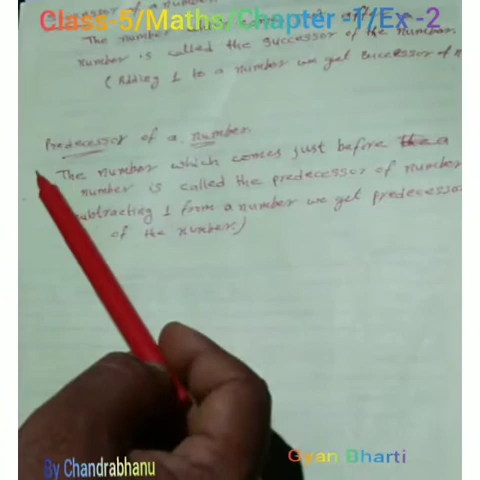 Class-5/Maths/Chapter -1/Ex -2
The number
number is called the successor of the number.
(Adding 1 to a number we get successor of
Predecessor of a number.
The number which comes just before a
number is called the predecessor of number
subtracting 1 from a number we get predecesso
of the number)
By Chandrabhanu
Gyan Bharti